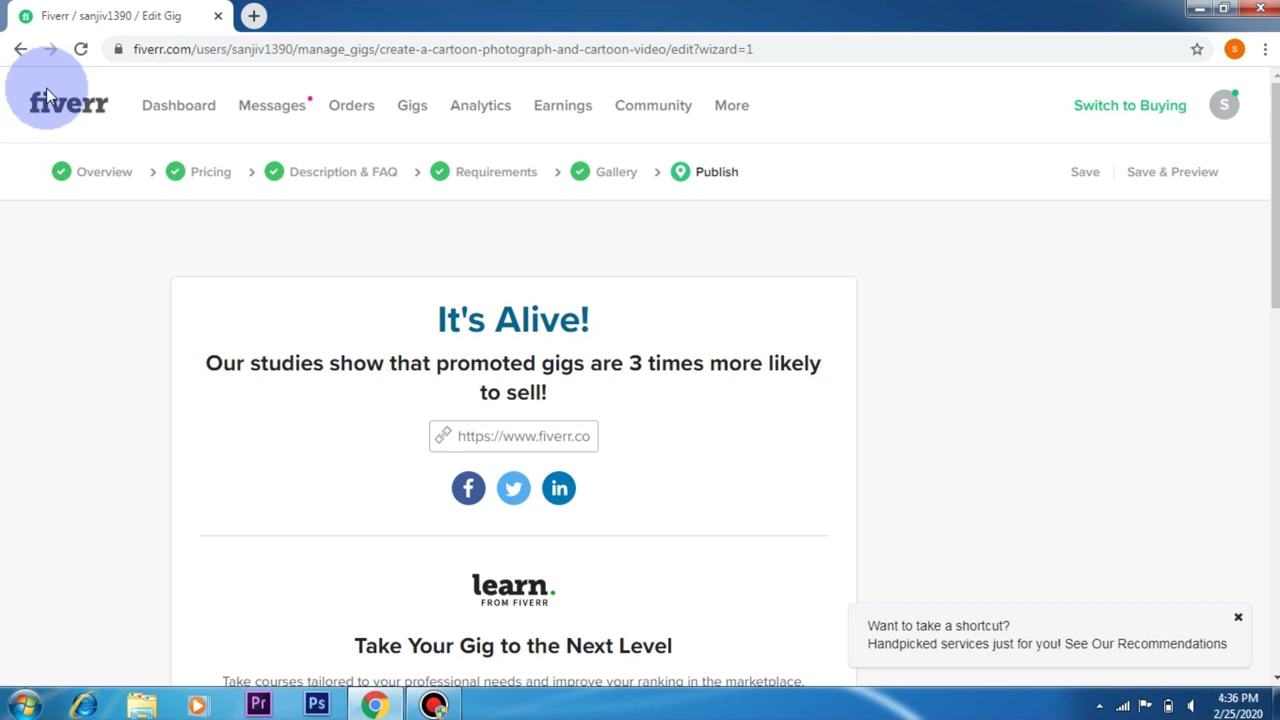 Fiverr / sanjiv1390 / Edit Gig
fiverr.com/users/sanjiv1390/manage_gigs/create-a-cartoon-photograph-and-cartoon-video/edit?wizard=1
S
fiverr
Dashboard
Messages
Orders
Gigs
Analytics
Earnings
Community
More
Switch to Buying
S
Overview
Pricing
Description & FAQ
Requirements
Gallery
Publish
Save
Save & Preview
It's Alive!
Our studies show that promoted gigs are 3 times more likely
to sell!
https://www.fiverr.co
learn.
FROM FIVERR
Take Your Gig to the Next Level
Take courses tailored to your professional needs and improve your ranking in the marketplace.
Want to take a shortcut?
Handpicked services just for you! See Our Recommendations
Pr
Ps
4:36 PM
2/25/2020